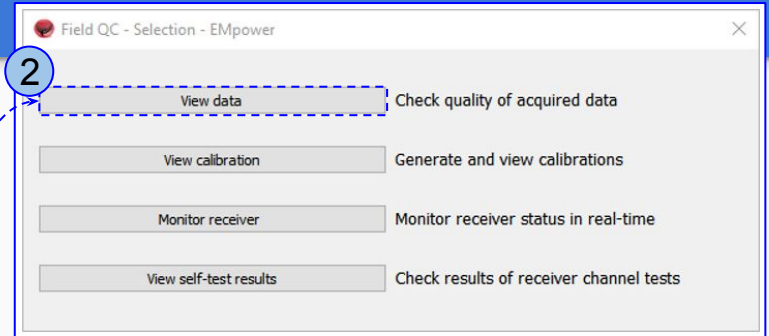 Field QC - Selection - EMpower
2
View data Check quality of acquired data
View calibration Generate and view calibrations
Monitor receiver Monitor receiver status in real-time
View self-test results Check results of receiver channel tests